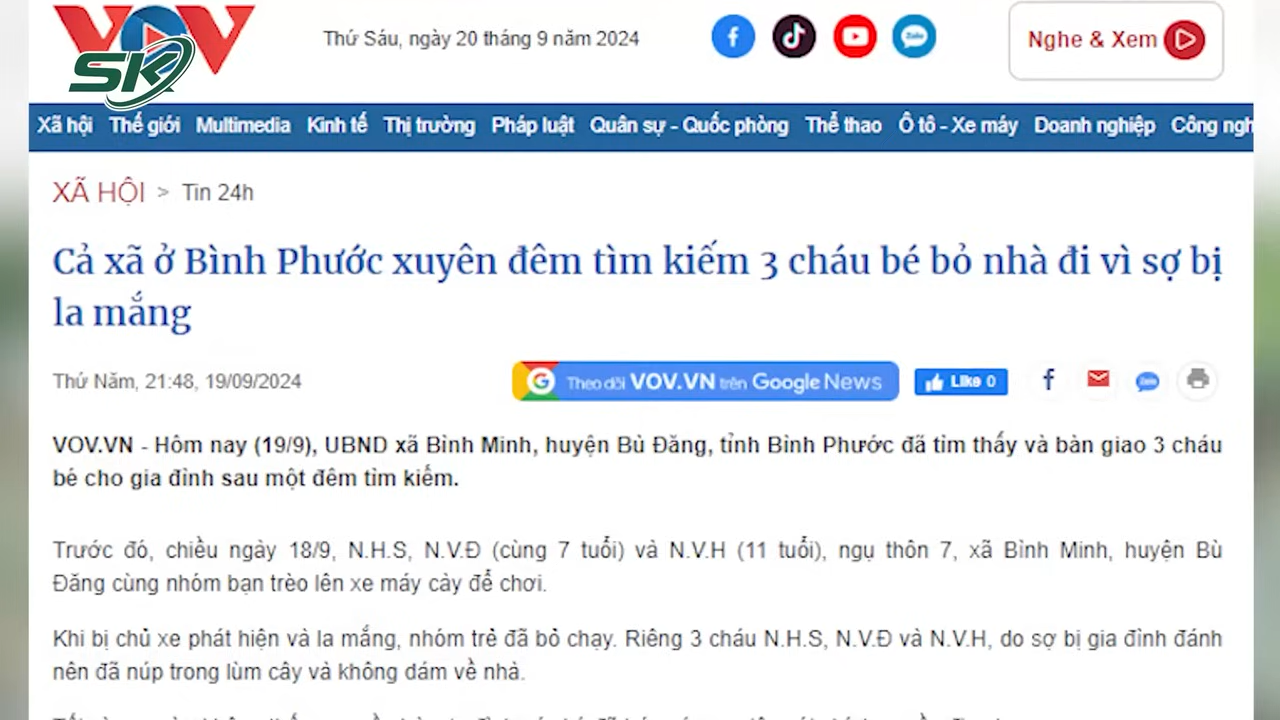 VOV
SK
Thứ Sáu, ngày 20 tháng 9 năm 2024
Zalo
Nghe & Xem
Xã hội Thế giới Multimedia Kinh tế Thị trường Pháp luật Quân sự - Quốc phòng Thể thao Ô tô - Xe máy Doanh nghiệp Công ngh
XÃ HỘI > Tin 24h
Cả xã ở Bình Phước xuyên đêm tìm kiếm 3 cháu bé bỏ nhà đi vì sợ bị
la mắng
Thứ Năm, 21:48, 19/09/2024
Theo dõi VOV.VN trên Google News
Like 0
Zalo
VOV.VN - Hôm nay (19/9), UBND xã Bình Minh, huyện Bù Đăng, tỉnh Bình Phước đã tìm thấy và bàn giao 3 cháu
bé cho gia đình sau một đêm tìm kiếm.
Trước đó, chiều ngày 18/9, N.H.S, N.V.Đ (cùng 7 tuổi) và N.V.H (11 tuổi), ngụ thôn 7, xã Bình Minh, huyện Bù
Đăng cùng nhóm bạn trèo lên xe máy cày để chơi.
Khi bị chủ xe phát hiện và la mắng, nhóm trẻ đã bỏ chạy. Riêng 3 cháu N.H.S, N.V.Đ và N.V.H, do sợ bị gia đình đánh
nên đã núp trong lùm cây và không dám về nhà.